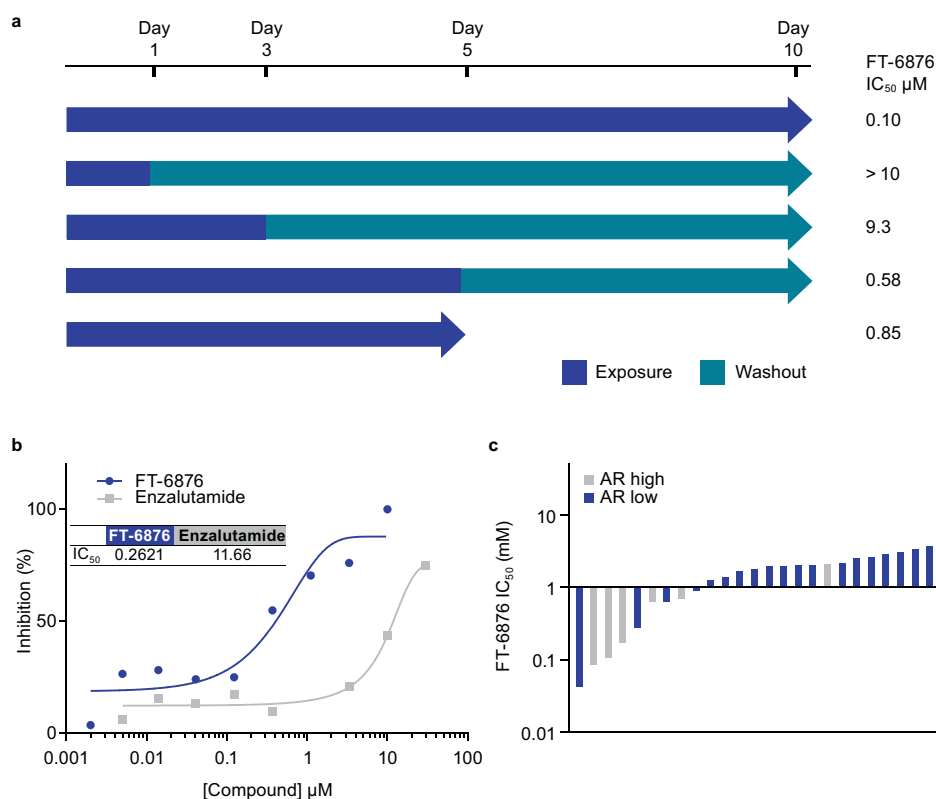 a
Day 1
Day 3
Day 5
Day 10
FT-6876
IC50 µM
0.10
> 10
9.3
0.58
0.85
Exposure
Washout
b
FT-6876
Enzalutamide
FT-6876 Enzalutamide
IC50 0.2621 11.66
Inhibition (%)
100
50
0
0.001 0.01 0.1 1 10 100
[Compound] µM
c
AR high
AR low
FT-6876 IC50 (mM)
10
1
0.1
0.01